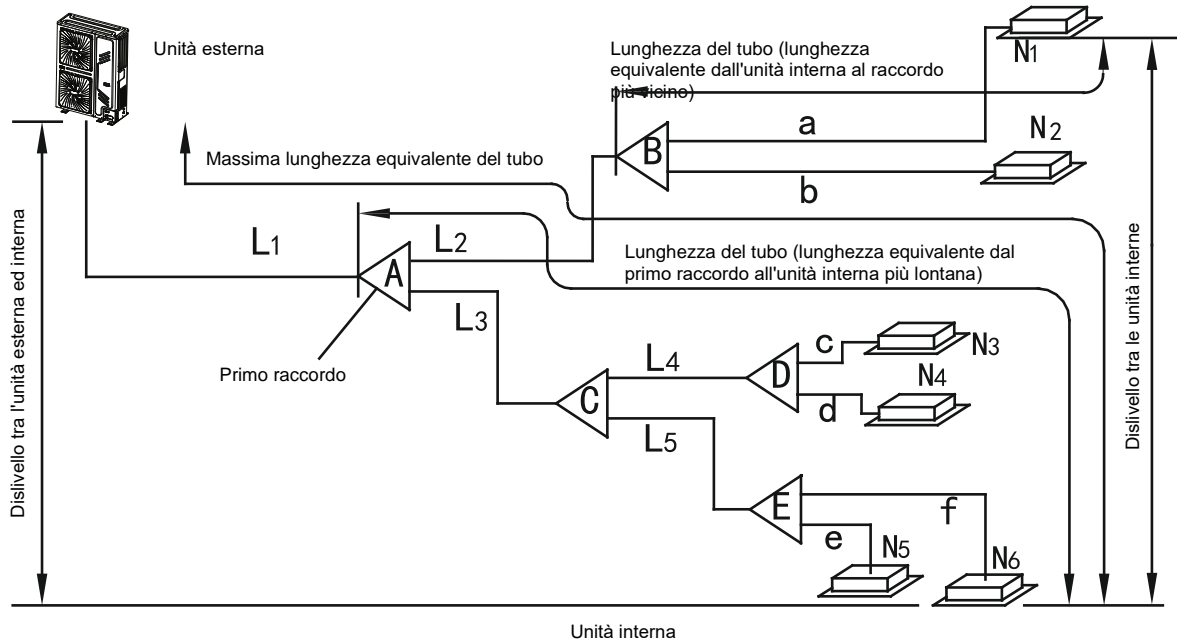 Unità esterna
Lunghezza del tubo (lunghezza
equivalente dall'unità interna al raccordo
più vicino)
N1
a
N2
B
b
Massima lunghezza equivalente del tubo
L1
L2
A
Lunghezza del tubo (lunghezza equivalente dal
primo raccordo all'unità interna più lontana)
L3
Primo raccordo
C
L4
L5
D
c
N3
d
N4
E
f
e
N5
N6
Dislivello tra l'unità esterna ed interna
Dislivello tra le unità interne
Unità interna